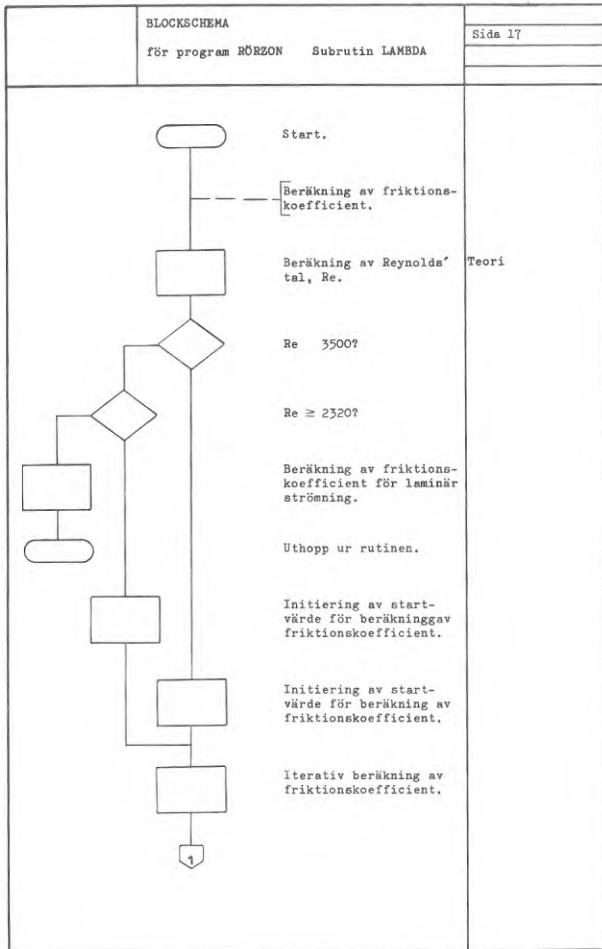 BLOCKSCHEMA
för program RÖRZON Subrutin LAMBDA
Sida 17
Start.
Beräkning av friktions-
koefficient.
Beräkning av Reynolds' Teori
tal, Re.
Re 3500?
Re ≥ 2320?
Beräkning av friktions-
koefficient för laminär
strömning.
Uthopp ur rutinen.
Initiering av start-
värde för beräkninggav
friktionskoefficient.
Initiering av start-
värde för beräkning av
friktionskoefficient.
Iterativ beräkning av
friktionskoefficient.
1